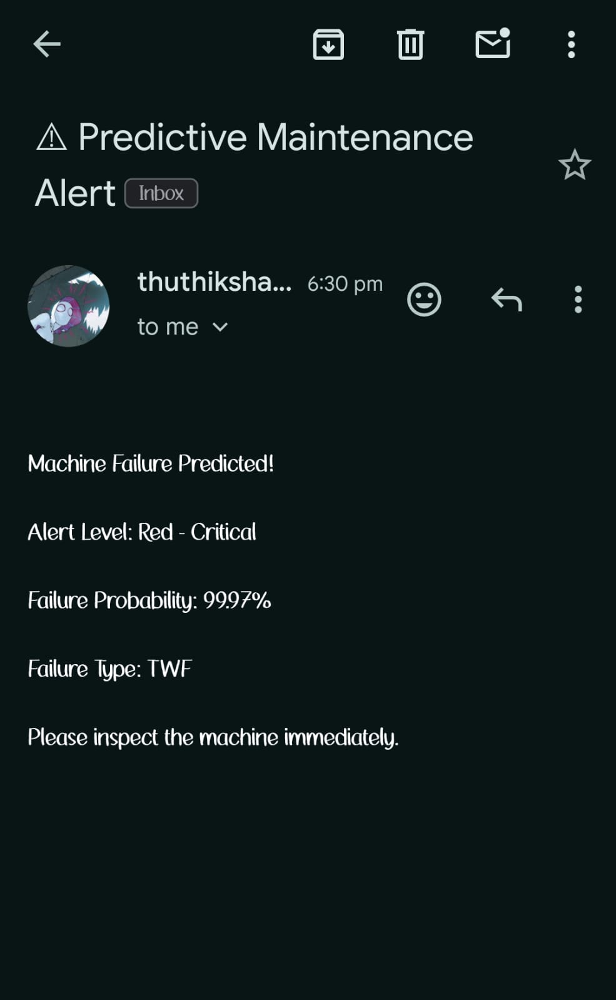 ⚠ Predictive Maintenance
Alert Inbox
thuthiksha... 6:30 pm
to me
Machine Failure Predicted!
Alert Level: Red - Critical
Failure Probability: 99.97%
Failure Type: TWF
Please inspect the machine immediately.